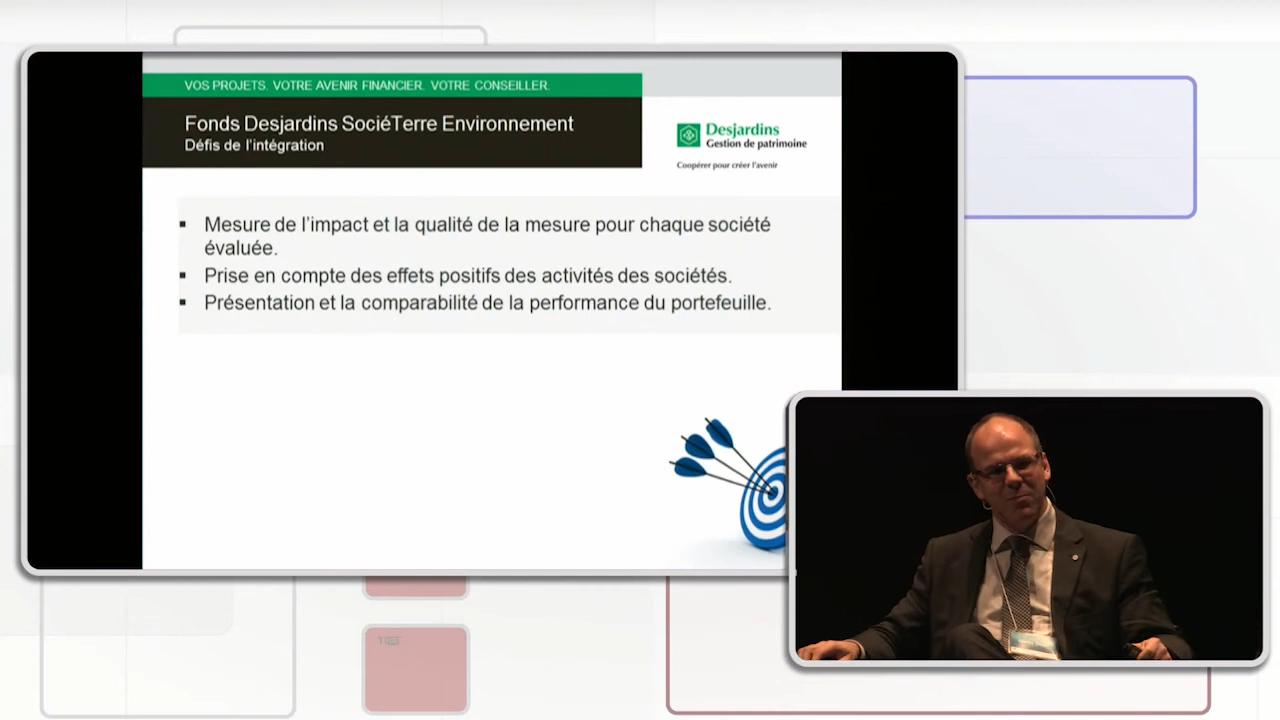 VOS PROJETS. VOTRE AVENIR FINANCIER. VOTRE CONSEILLER.
Fonds Desjardins SociéTerre Environnement
Défis de l'intégration
Desjardins
Gestion de patrimoine
Coopérer pour créer l'avenir
▪ Mesure de l'impact et la qualité de la mesure pour chaque société
évaluée.
▪ Prise en compte des effets positifs des activités des sociétés.
▪ Présentation et la comparabilité de la performance du portefeuille.